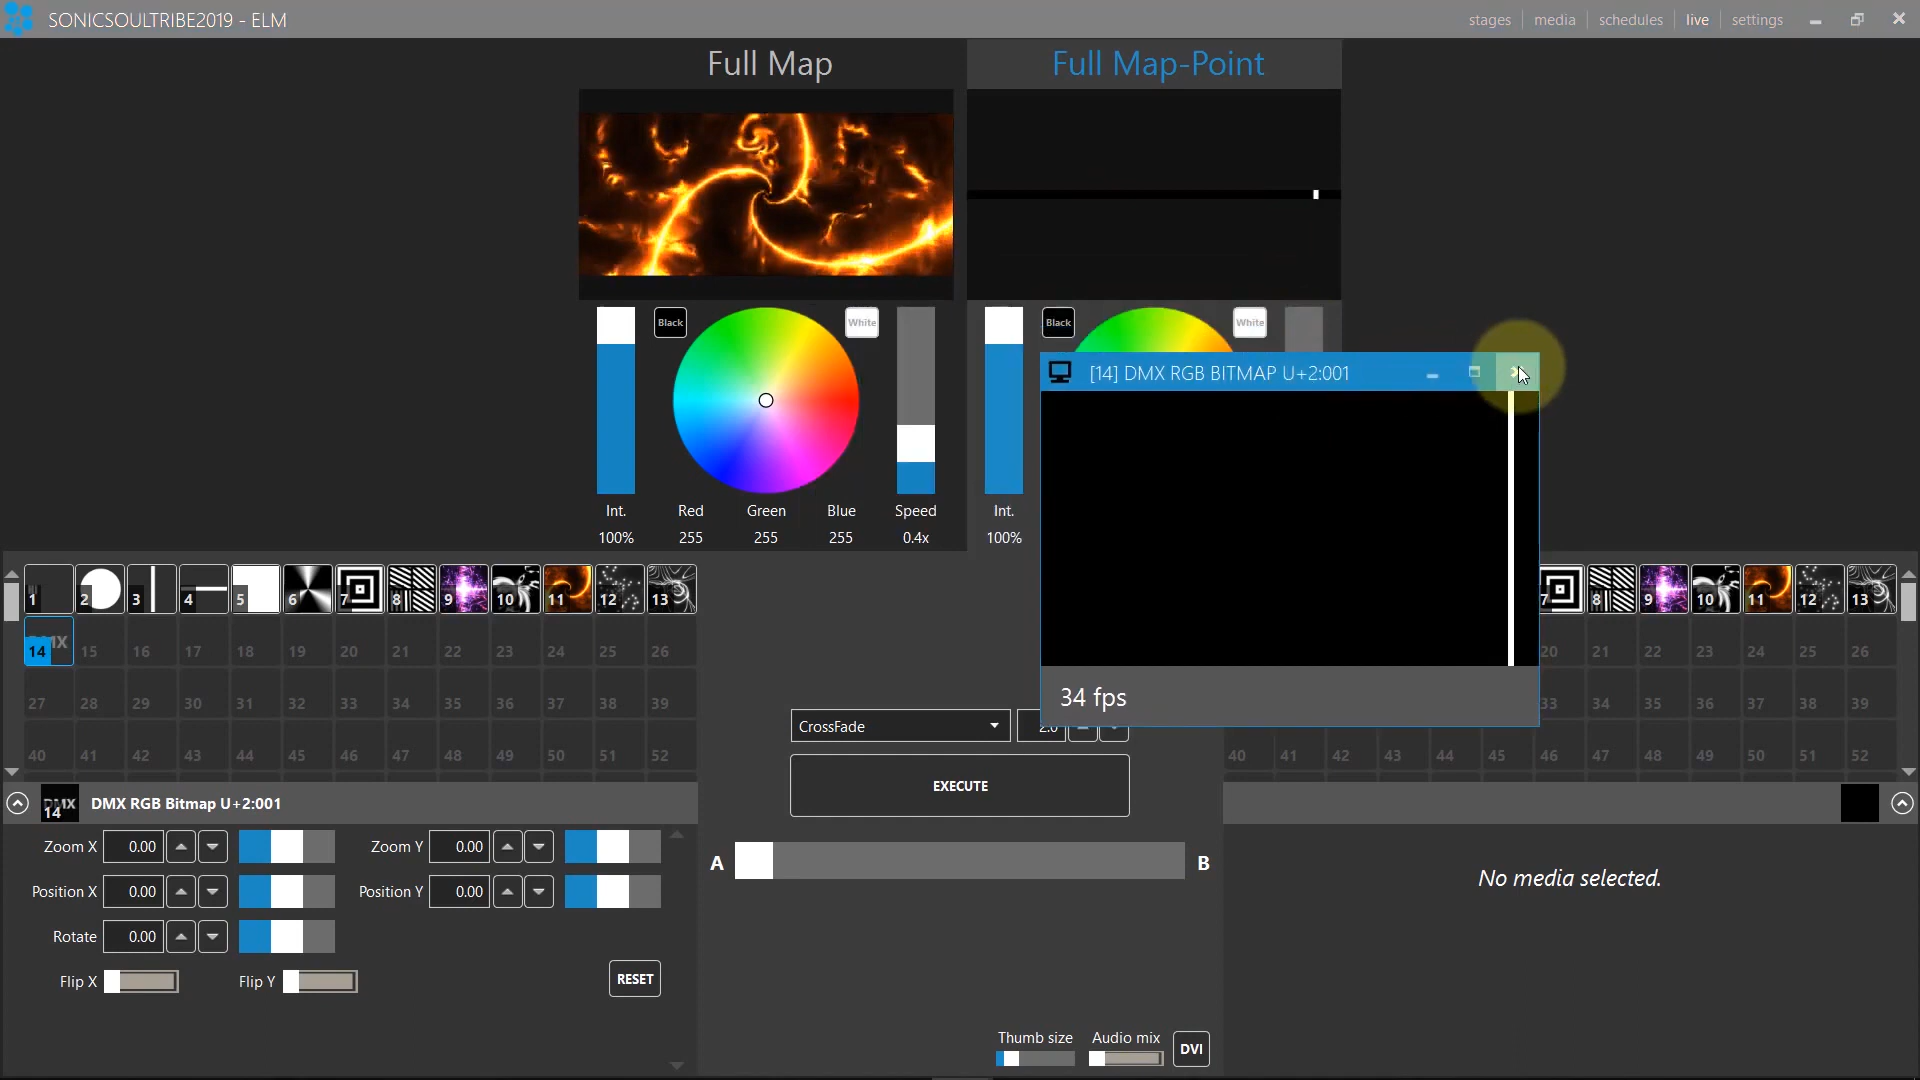 SONICSOULTRIBE2019 - ELM
stages
media
schedules
live
settings
Full Map
Full Map-Point
Black
White
Black
White
[14] DMX RGB BITMAP U+2:001
Int.
Red
Green
Blue
Speed
Int.
100%
255
255
255
0.4x
100%
1
2
3
4
5
6
7
8
9
10
11
12
13
7
8
9
10
11
12
13
DMX
14
15
16
17
18
19
20
21
22
23
24
25
26
20
21
22
23
24
25
26
27
28
29
30
31
32
33
34
35
36
37
38
39
33
34
35
36
37
38
39
34 fps
CrossFade
2.0
40
41
42
43
44
45
46
47
48
49
50
51
52
40
41
42
43
44
45
46
47
48
49
50
51
52
EXECUTE
DMX
14
DMX RGB Bitmap U+2:001
Zoom X
0.00
Zoom Y
0.00
A
B
Position X
0.00
Position Y
0.00
No media selected.
Rotate
0.00
Flip X
Flip Y
RESET
Thumb size
Audio mix
DVI